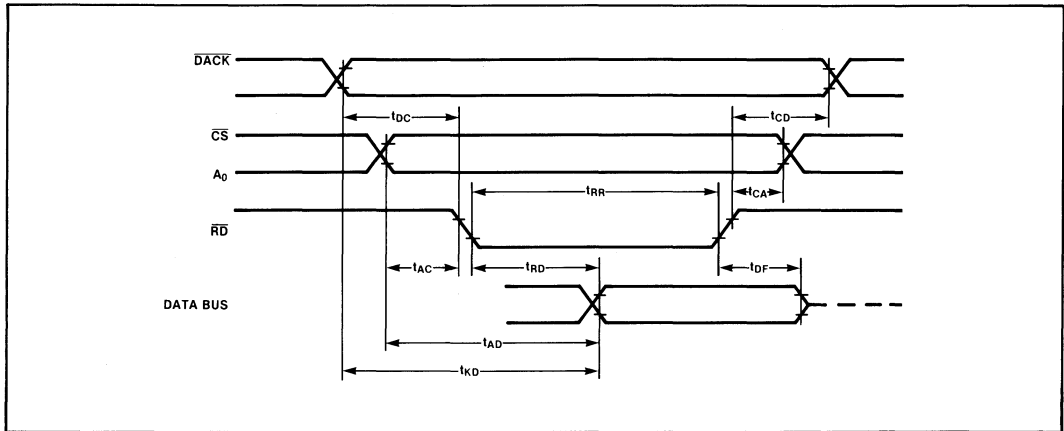 DACK
tDC
tCD
CS
A0
tRR
tCA
RD
tAC
tRD
tDF
DATA BUS
tAD
tKD